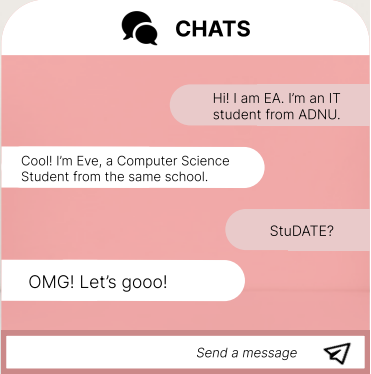 CHATS
Hi! I am EA. I’m an IT
student from ADNU.
Cool! I’m Eve, a Computer Science
Student from the same school.
StuDATE?
OMG! Let’s gooo!
Send a message